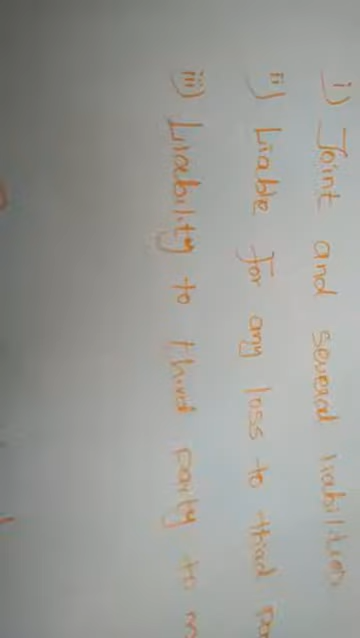 i) Joint and several liabilities
ii) Liable for any loss to third
iii) Liability to third party to